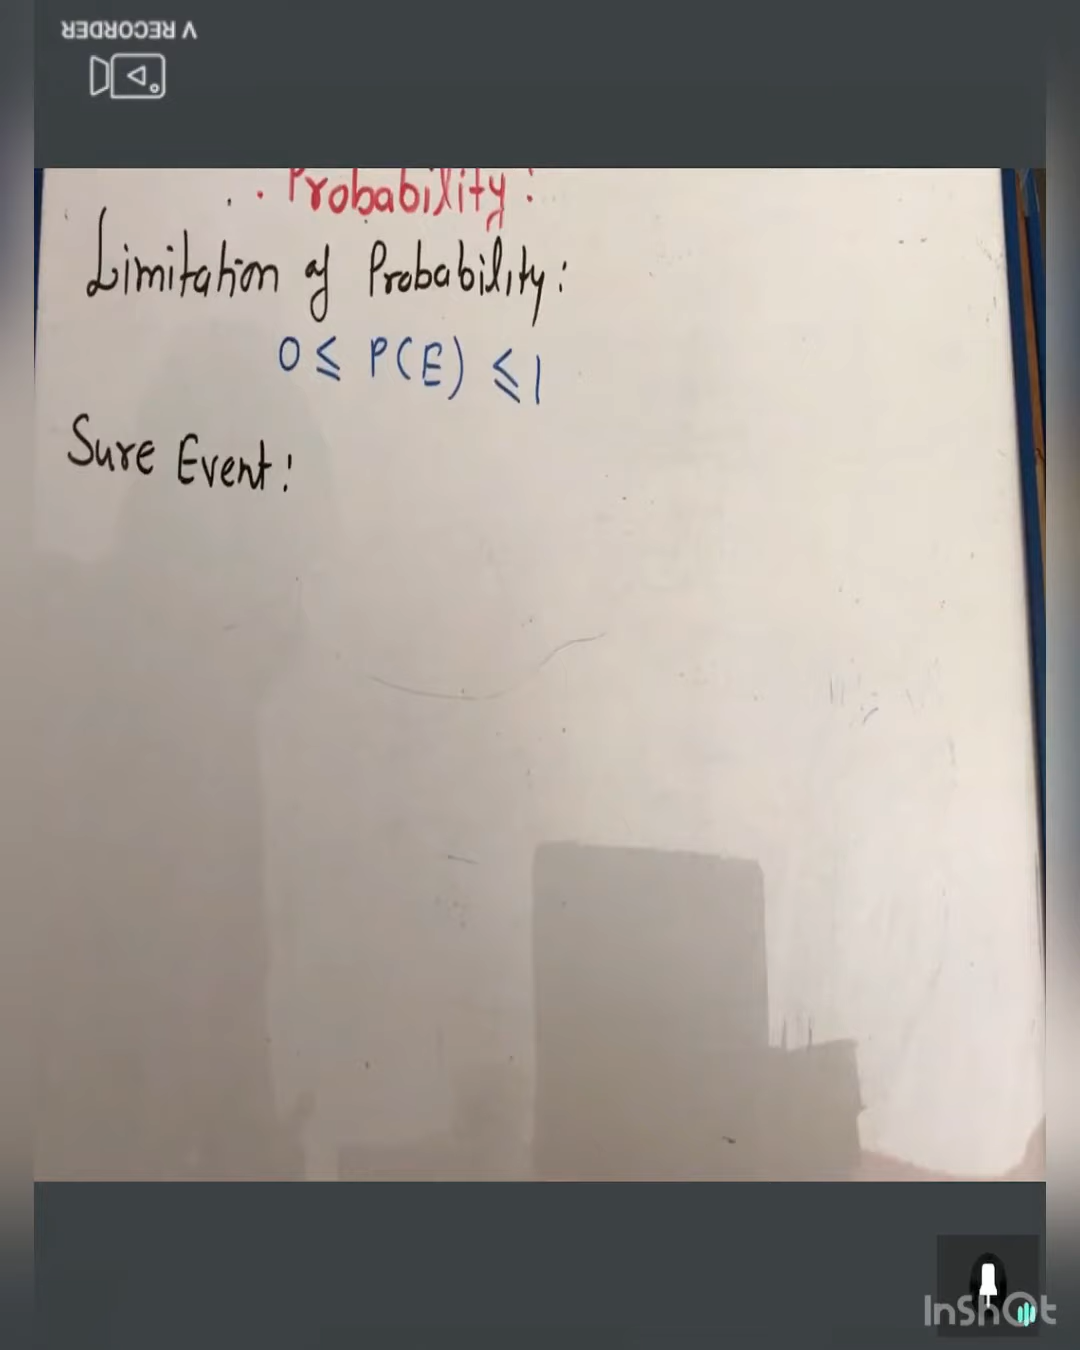 V RECORDER
Probability:
Limitation of Probability:
0 ≤ P(E) ≤ 1
Sure Event:
InShot